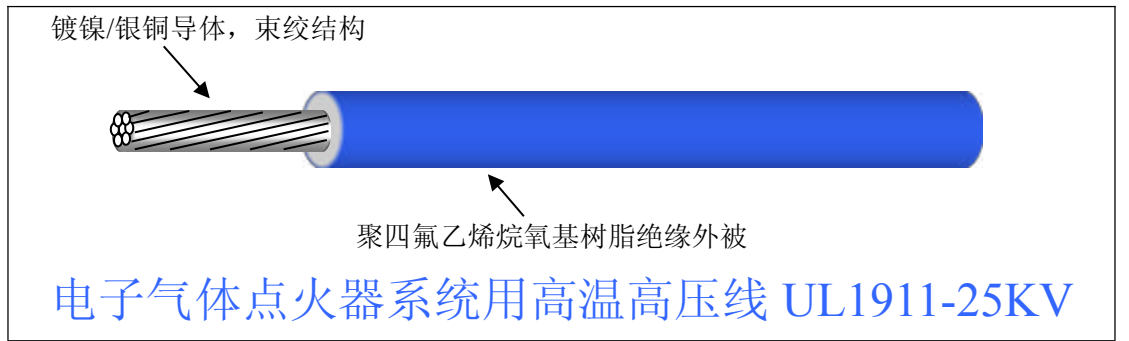 镀镍/银铜导体，束绞结构
聚四氟乙烯烷氧基树脂绝缘外被
电子气体点火器系统用高温高压线 UL1911-25KV